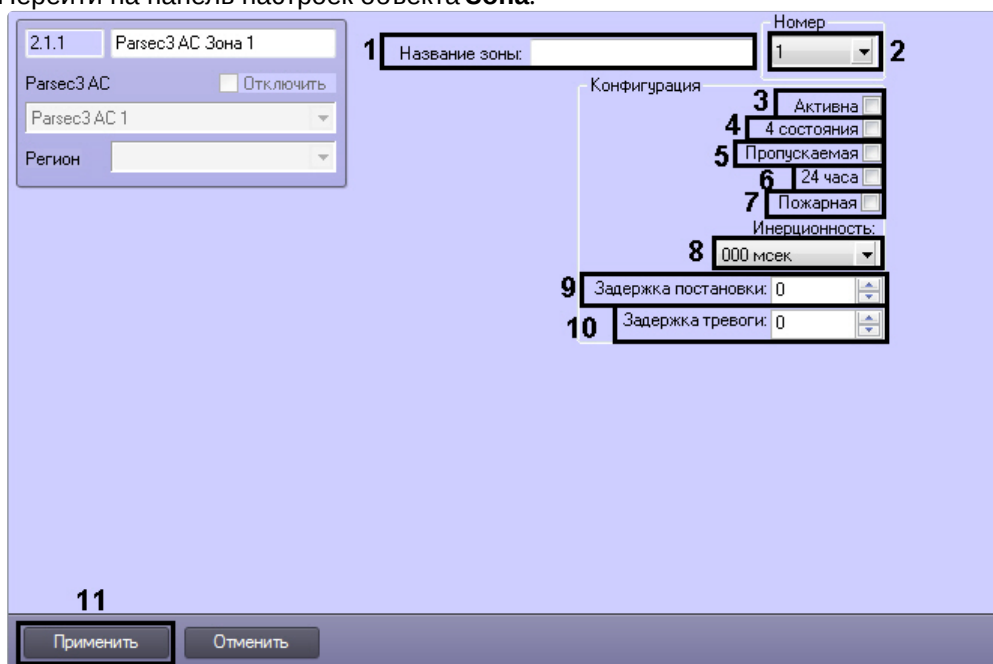 Перейти на панель настроек объекта Зона.
2.1.1 Parsec3 AC Зона 1
Parsec3 AC Отключить
Parsec3 AC 1
Регион
1 Название зоны:
Номер
1 2
Конфигурация
3 Активна
4 4 состояния
5 Пропускаемая
6 24 часа
7 Пожарная
Инерционность:
8 000 мсек
9 Задержка постановки: 0
10 Задержка тревоги: 0
11
Применить Отменить